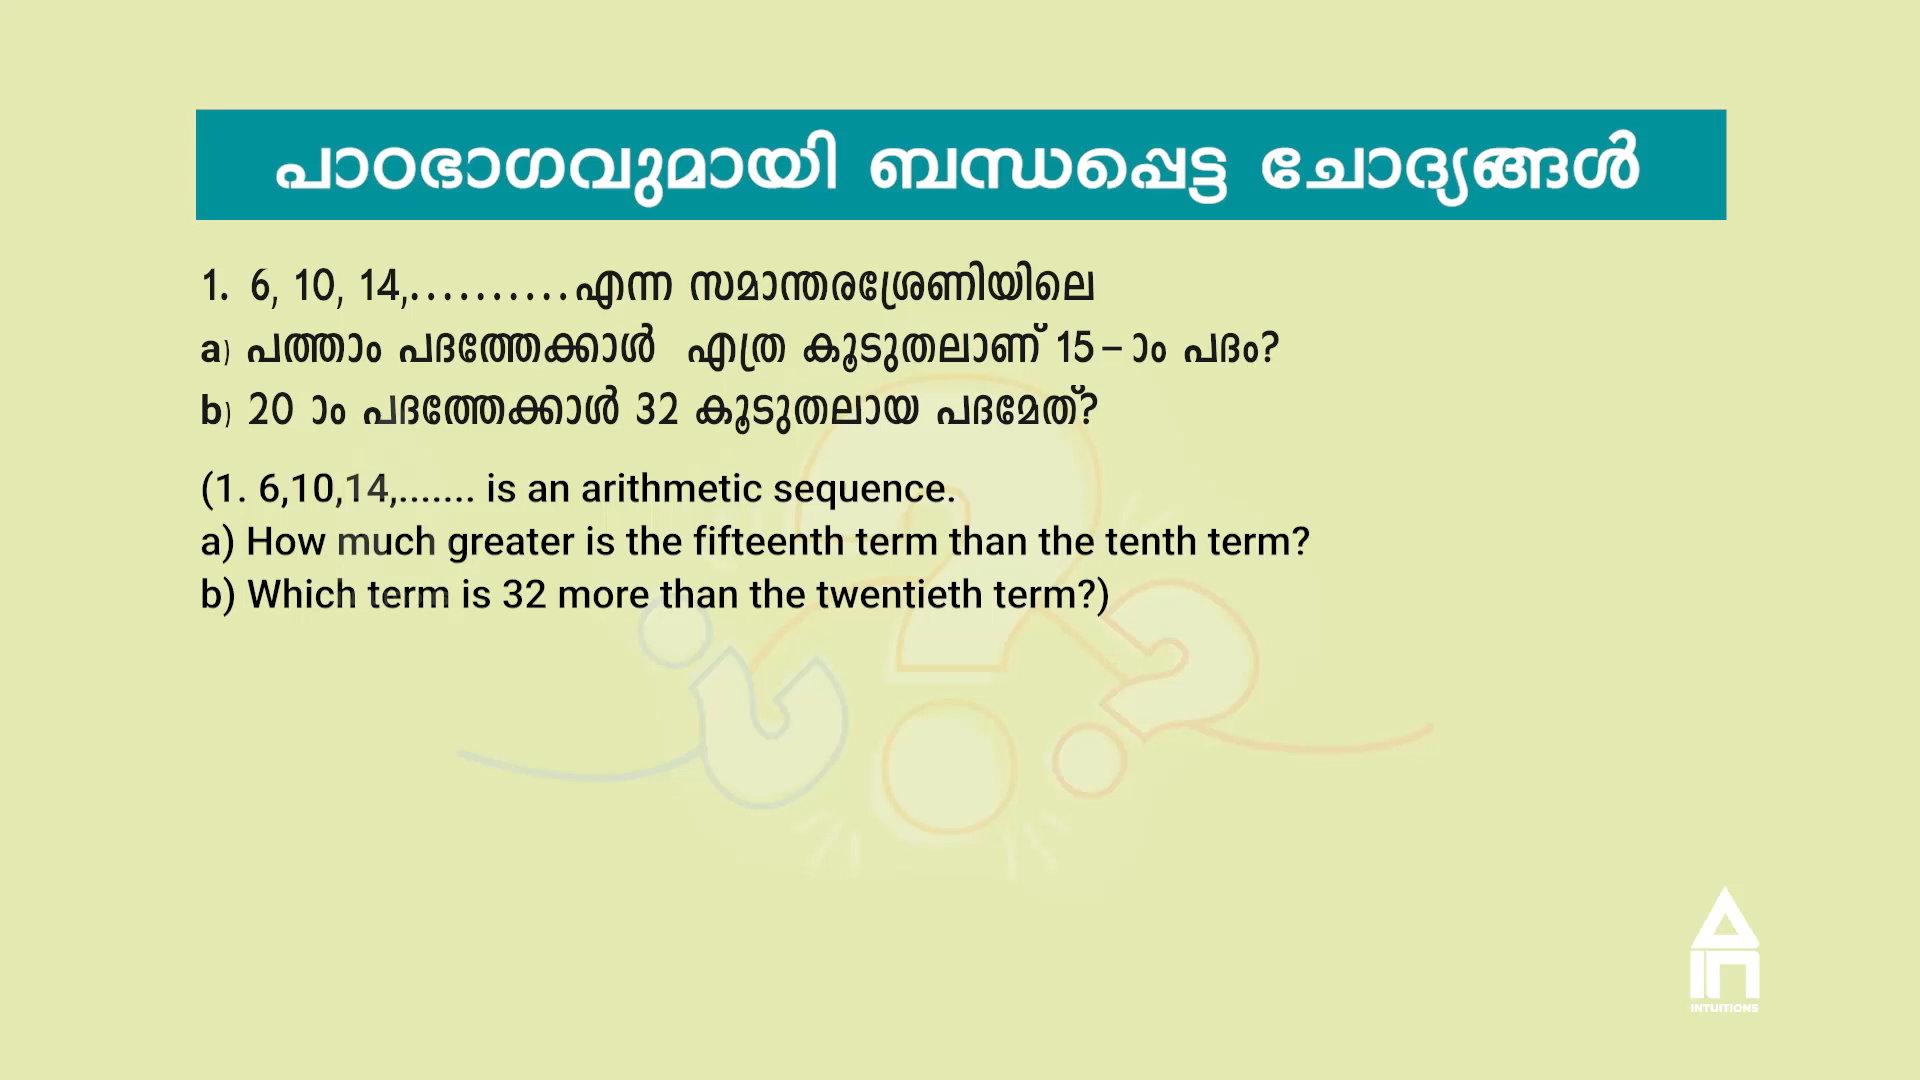 പാഠഭാഗവുമായി ബന്ധപ്പെട്ട ചോദ്യങ്ങൾ
1. 6, 10, 14,..........എന്ന സമാന്തരശ്രേണിയിലെ
a) പത്താം പദത്തേക്കാൾ എത്ര കൂടുതലാണ് 15-ാം പദം?
b) 20 ാം പദത്തേക്കാൾ 32 കൂടുതലായ പദമേത്?
(1. 6,10,14,....... is an arithmetic sequence.
a) How much greater is the fifteenth term than the tenth term?
b) Which term is 32 more than the twentieth term?)
INTUITIONS